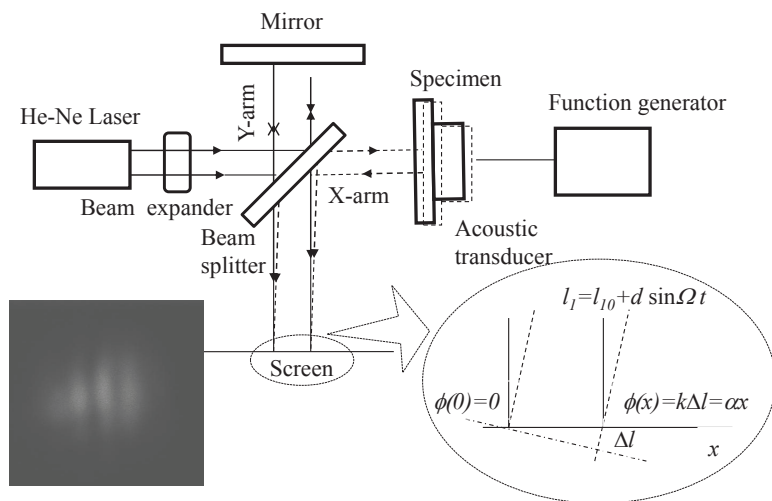 Mirror
He-Ne Laser
Y-arm
Specimen
Function generator
Beam expander
X-arm
Beam
splitter
Acoustic
transducer
Screen
l₁=l₁₀+d sinΩt
ϕ(0)=0
ϕ(x)=kΔl=αx
Δl
x